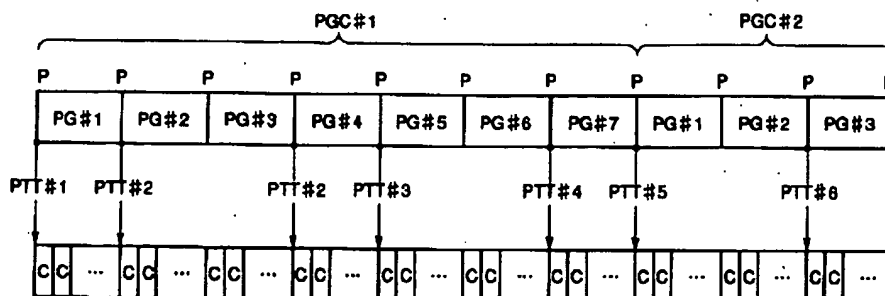 PGC#1 PGC#2
P P P P P P P P P P
PG#1 PG#2 PG#3 PG#4 PG#5 PG#6 PG#7 PG#1 PG#2 PG#3
PTT#1 PTT#2 PTT#2 PTT#3 PTT#4 PTT#5 PTT#6
C C ... C C ... C C ... C C ... C C ... C C ... C C ... C C ... C C ... C C ...